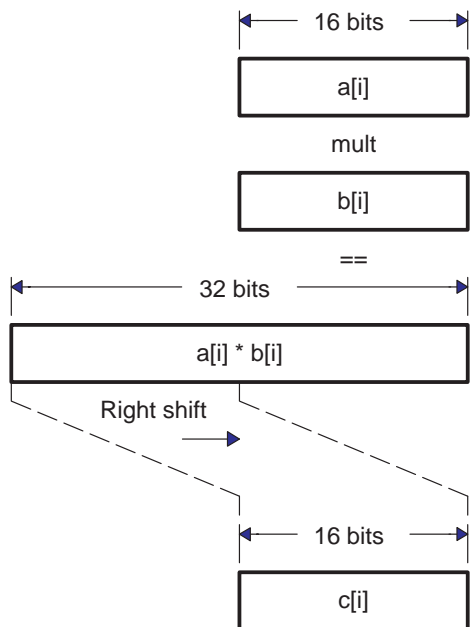 16 bits
a[i]
mult
b[i]
==
32 bits
a[i] * b[i]
Right shift
16 bits
c[i]